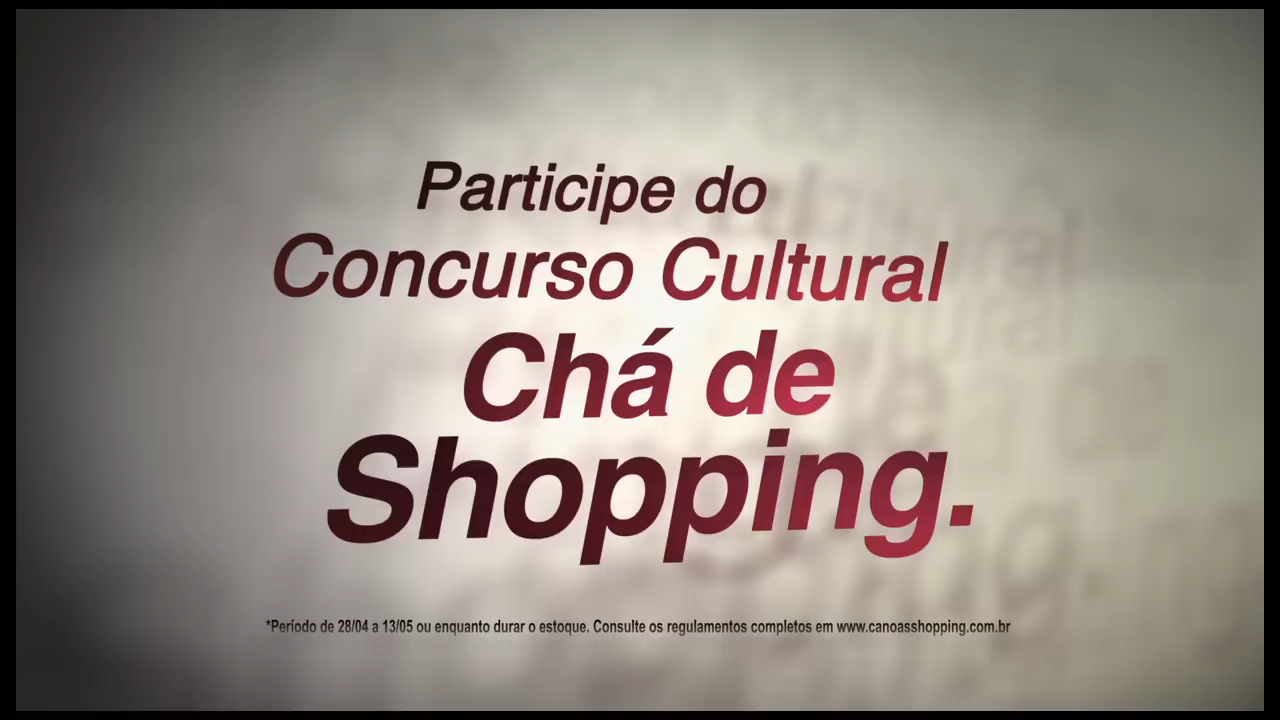 Participe do
Concurso Cultural
Chá de
Shopping.
*Período de 28/04 a 13/05 ou enquanto durar o estoque. Consulte os regulamentos completos em www.canoasshopping.com.br